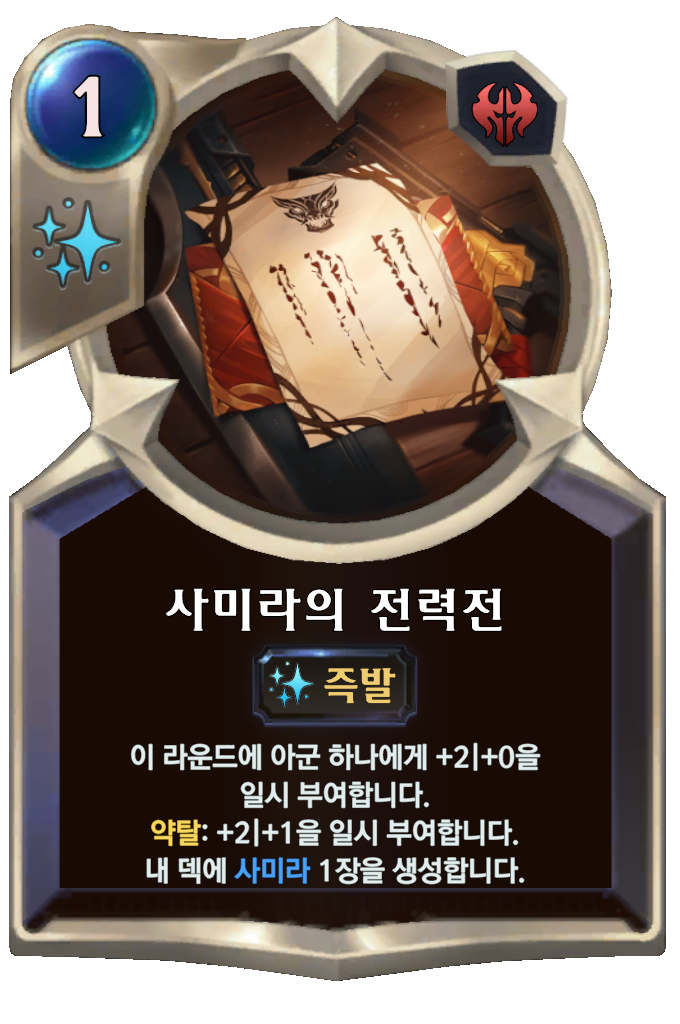 1
사미라의 전력전
즉발
이 라운드에 아군 하나에게 +2|+0을
일시 부여합니다.
약탈: +2|+1을 일시 부여합니다.
내 덱에 사미라 1장을 생성합니다.